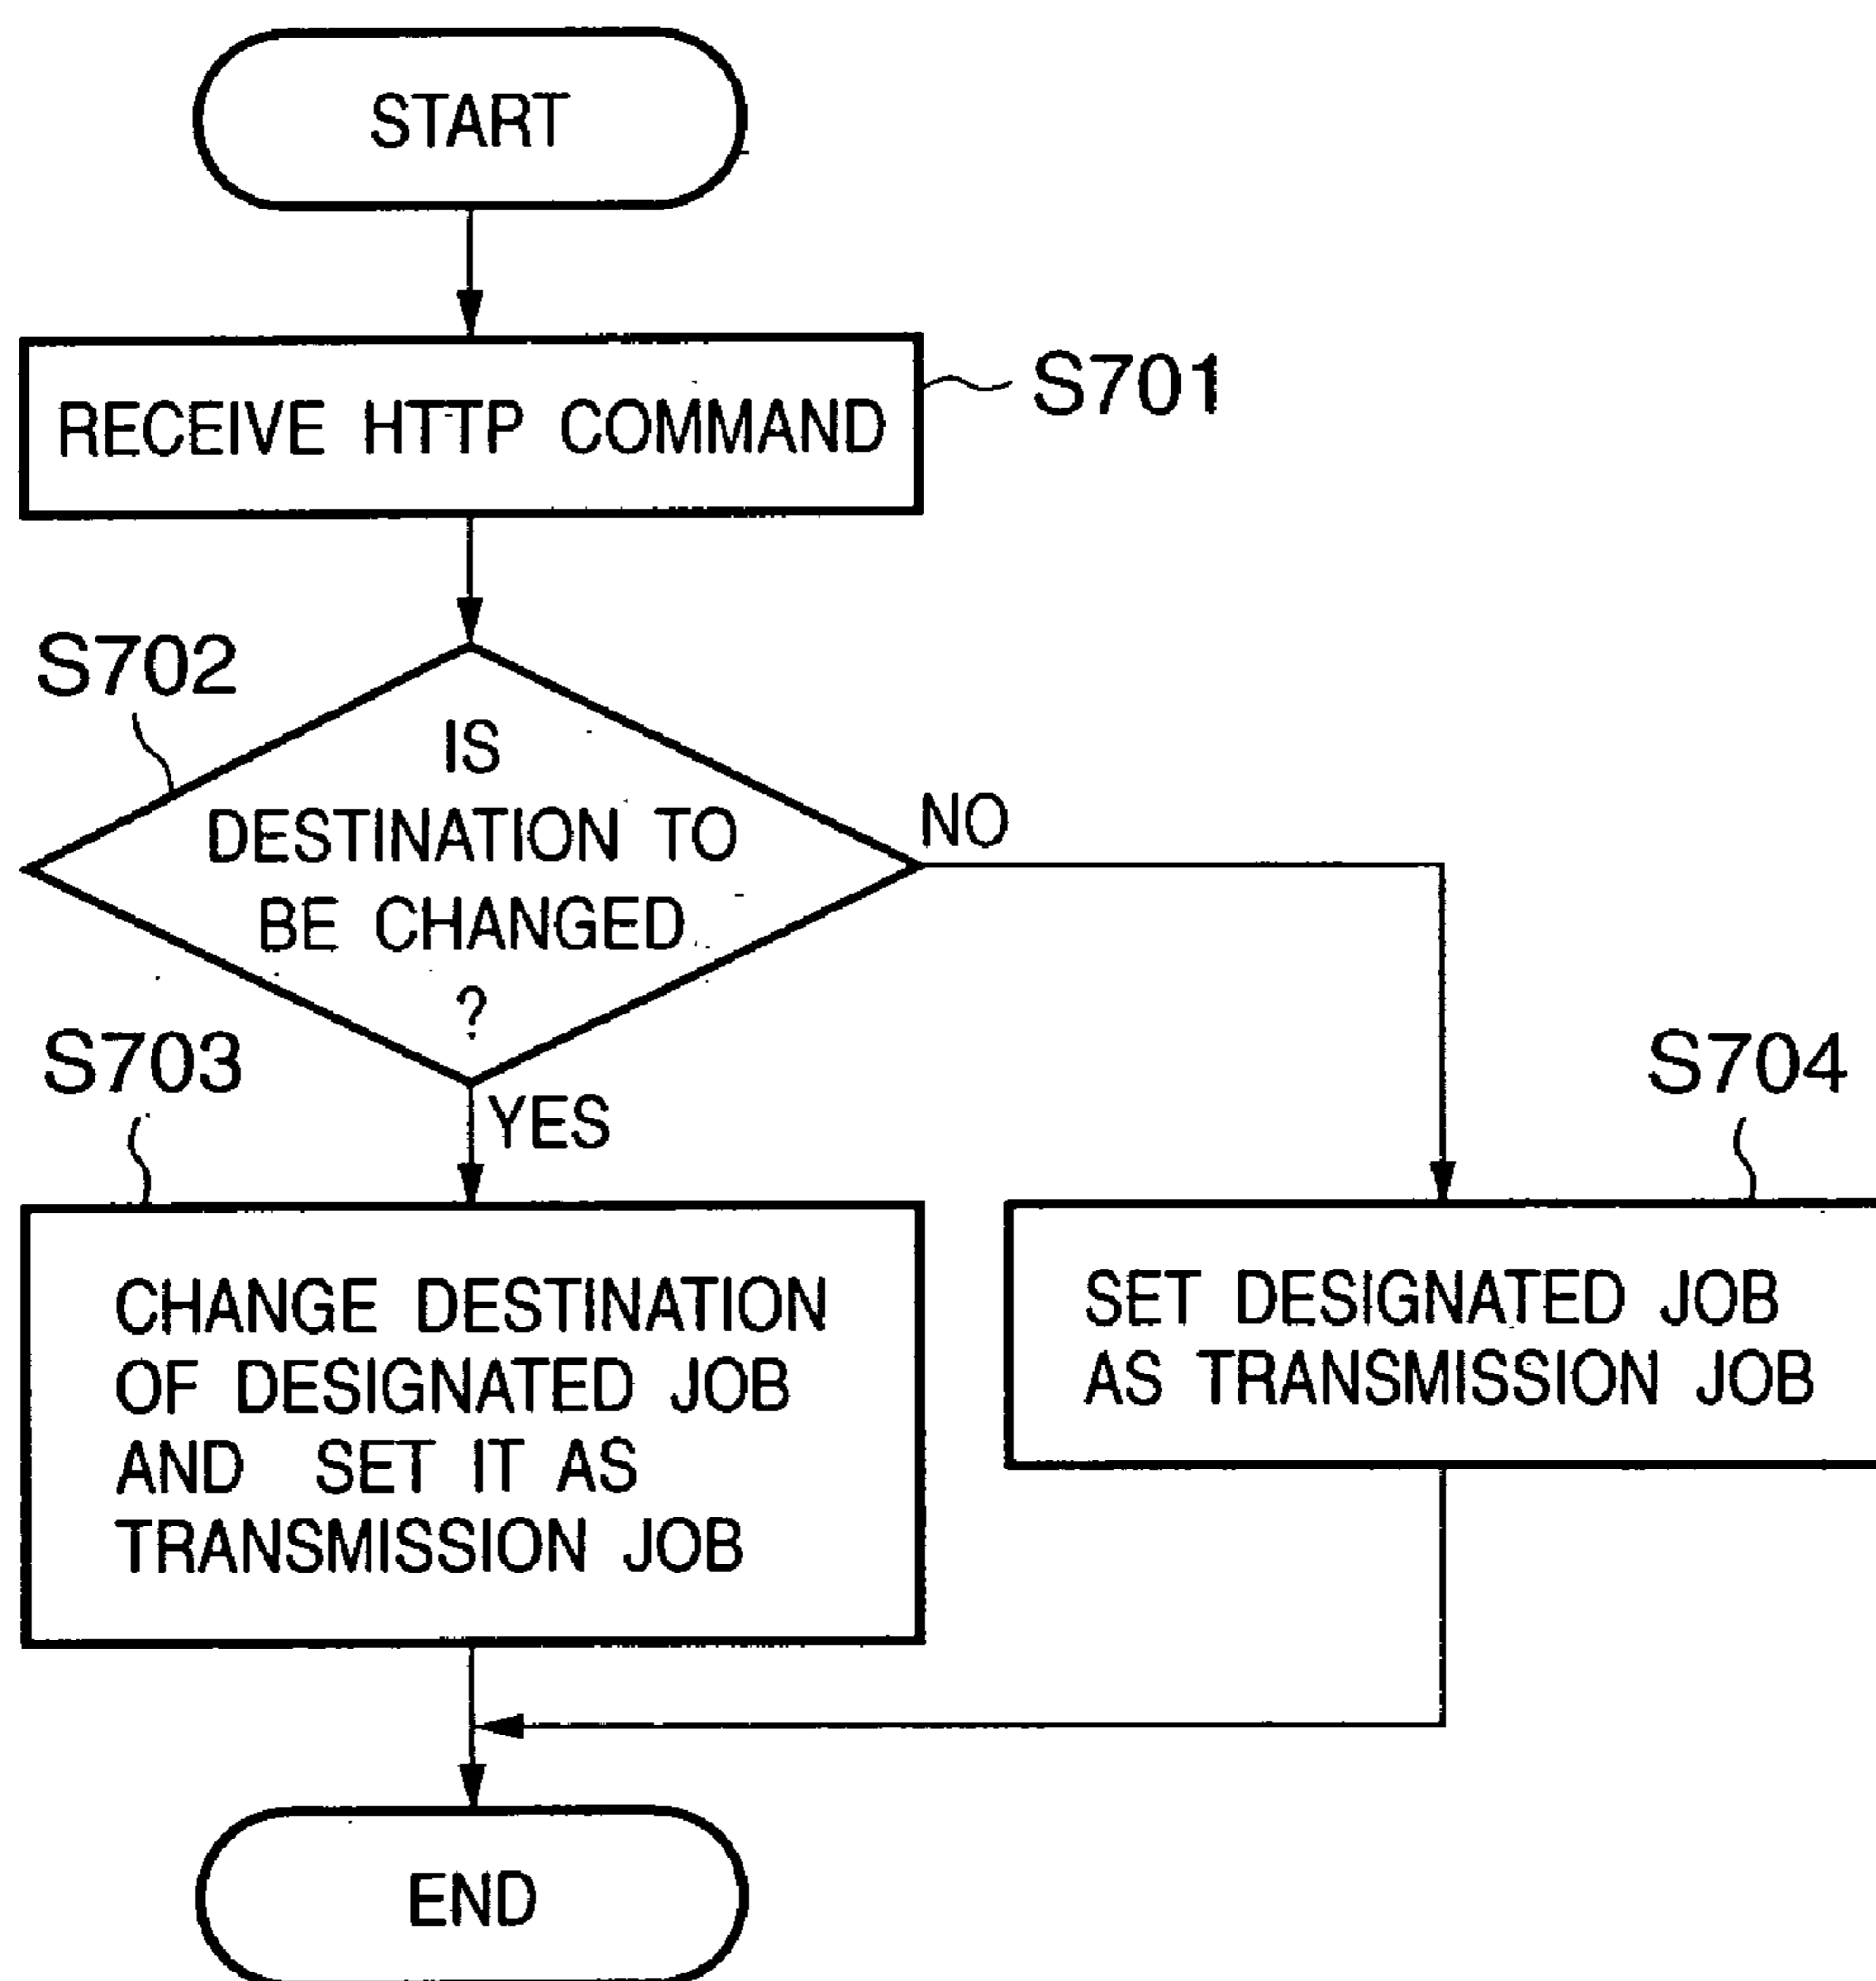 START
RECEIVE HTTP COMMAND
S701
S702
IS
DESTINATION TO
BE CHANGED
?
NO
YES
S703
CHANGE DESTINATION
OF DESIGNATED JOB
AND SET IT AS
TRANSMISSION JOB
S704
SET DESIGNATED JOB
AS TRANSMISSION JOB
END